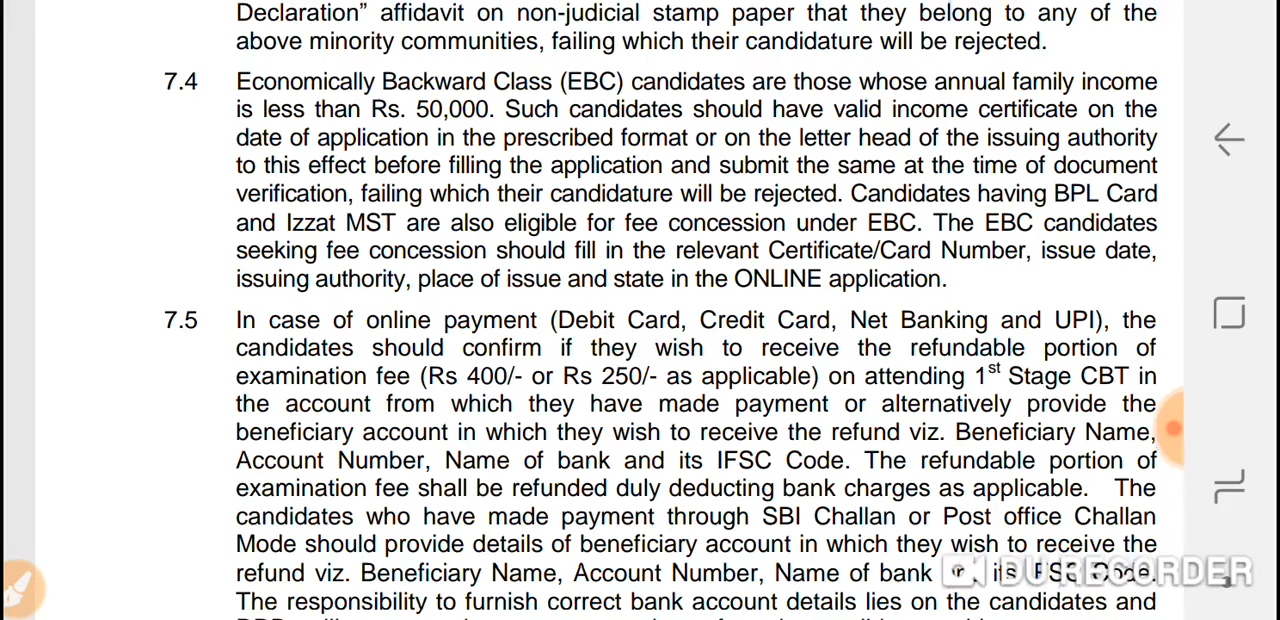 Declaration” affidavit on non-judicial stamp paper that they belong to any of the
above minority communities, failing which their candidature will be rejected.
7.4 Economically Backward Class (EBC) candidates are those whose annual family income
is less than Rs. 50,000. Such candidates should have valid income certificate on the
date of application in the prescribed format or on the letter head of the issuing authority
to this effect before filling the application and submit the same at the time of document
verification, failing which their candidature will be rejected. Candidates having BPL Card
and Izzat MST are also eligible for fee concession under EBC. The EBC candidates
seeking fee concession should fill in the relevant Certificate/Card Number, issue date,
issuing authority, place of issue and state in the ONLINE application.
7.5 In case of online payment (Debit Card, Credit Card, Net Banking and UPI), the
candidates should confirm if they wish to receive the refundable portion of
examination fee (Rs 400/- or Rs 250/- as applicable) on attending 1st Stage CBT in
the account from which they have made payment or alternatively provide the
beneficiary account in which they wish to receive the refund viz. Beneficiary Name,
Account Number, Name of bank and its IFSC Code. The refundable portion of
examination fee shall be refunded duly deducting bank charges as applicable. The
candidates who have made payment through SBI Challan or Post office Challan
Mode should provide details of beneficiary account in which they wish to receive the
refund viz. Beneficiary Name, Account Number, Name of bank its Code.
DU RECORDER
3
The responsibility to furnish correct bank account details lies on the candidates and